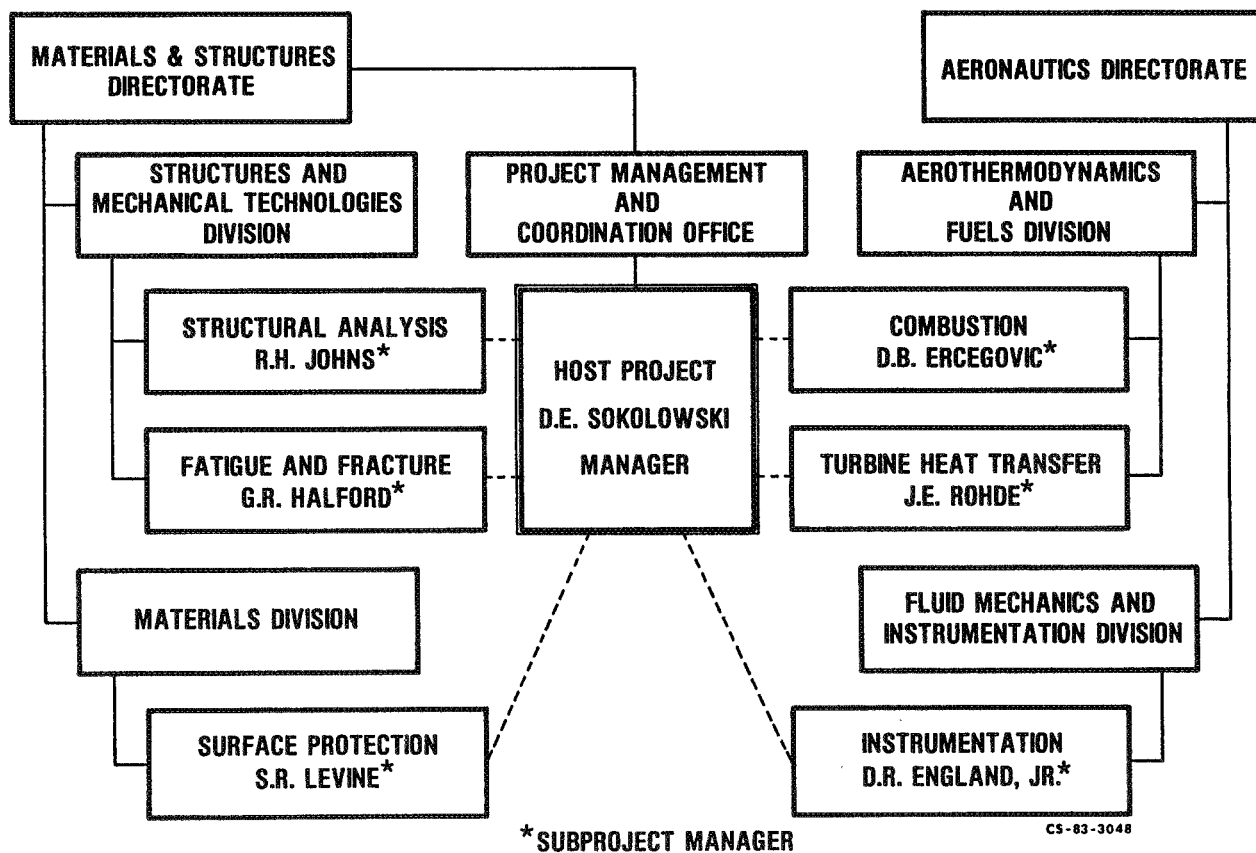 MATERIALS & STRUCTURES
DIRECTORATE
AERONAUTICS DIRECTORATE
STRUCTURES AND
MECHANICAL TECHNOLOGIES
DIVISION
PROJECT MANAGEMENT
AND
COORDINATION OFFICE
AEROTHERMODYNAMICS
AND
FUELS DIVISION
STRUCTURAL ANALYSIS
R.H. JOHNS*
HOST PROJECT
D.E. SOKOLOWSKI
MANAGER
COMBUSTION
D.B. ERCEGOVIC*
FATIGUE AND FRACTURE
G.R. HALFORD*
TURBINE HEAT TRANSFER
J.E. ROHDE*
MATERIALS DIVISION
FLUID MECHANICS AND
INSTRUMENTATION DIVISION
SURFACE PROTECTION
S.R. LEVINE*
INSTRUMENTATION
D.R. ENGLAND, JR.*
CS-83-3048
*SUBPROJECT MANAGER